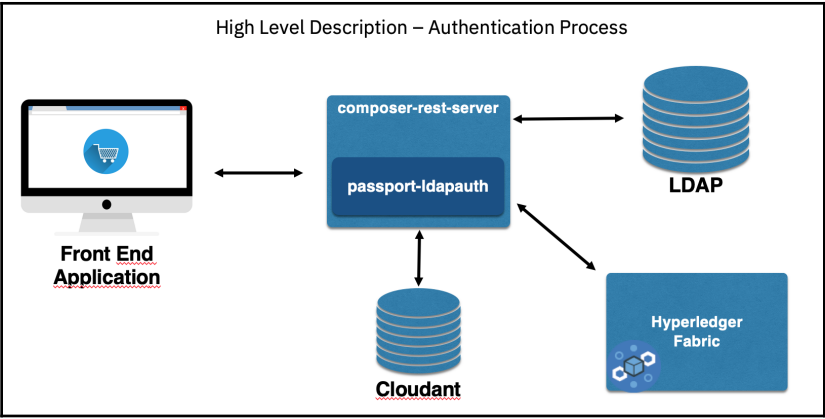 High Level Description – Authentication Process
composer-rest-server
passport-ldapauth
LDAP
Front End
Application
Cloudant
Hyperledger
Fabric